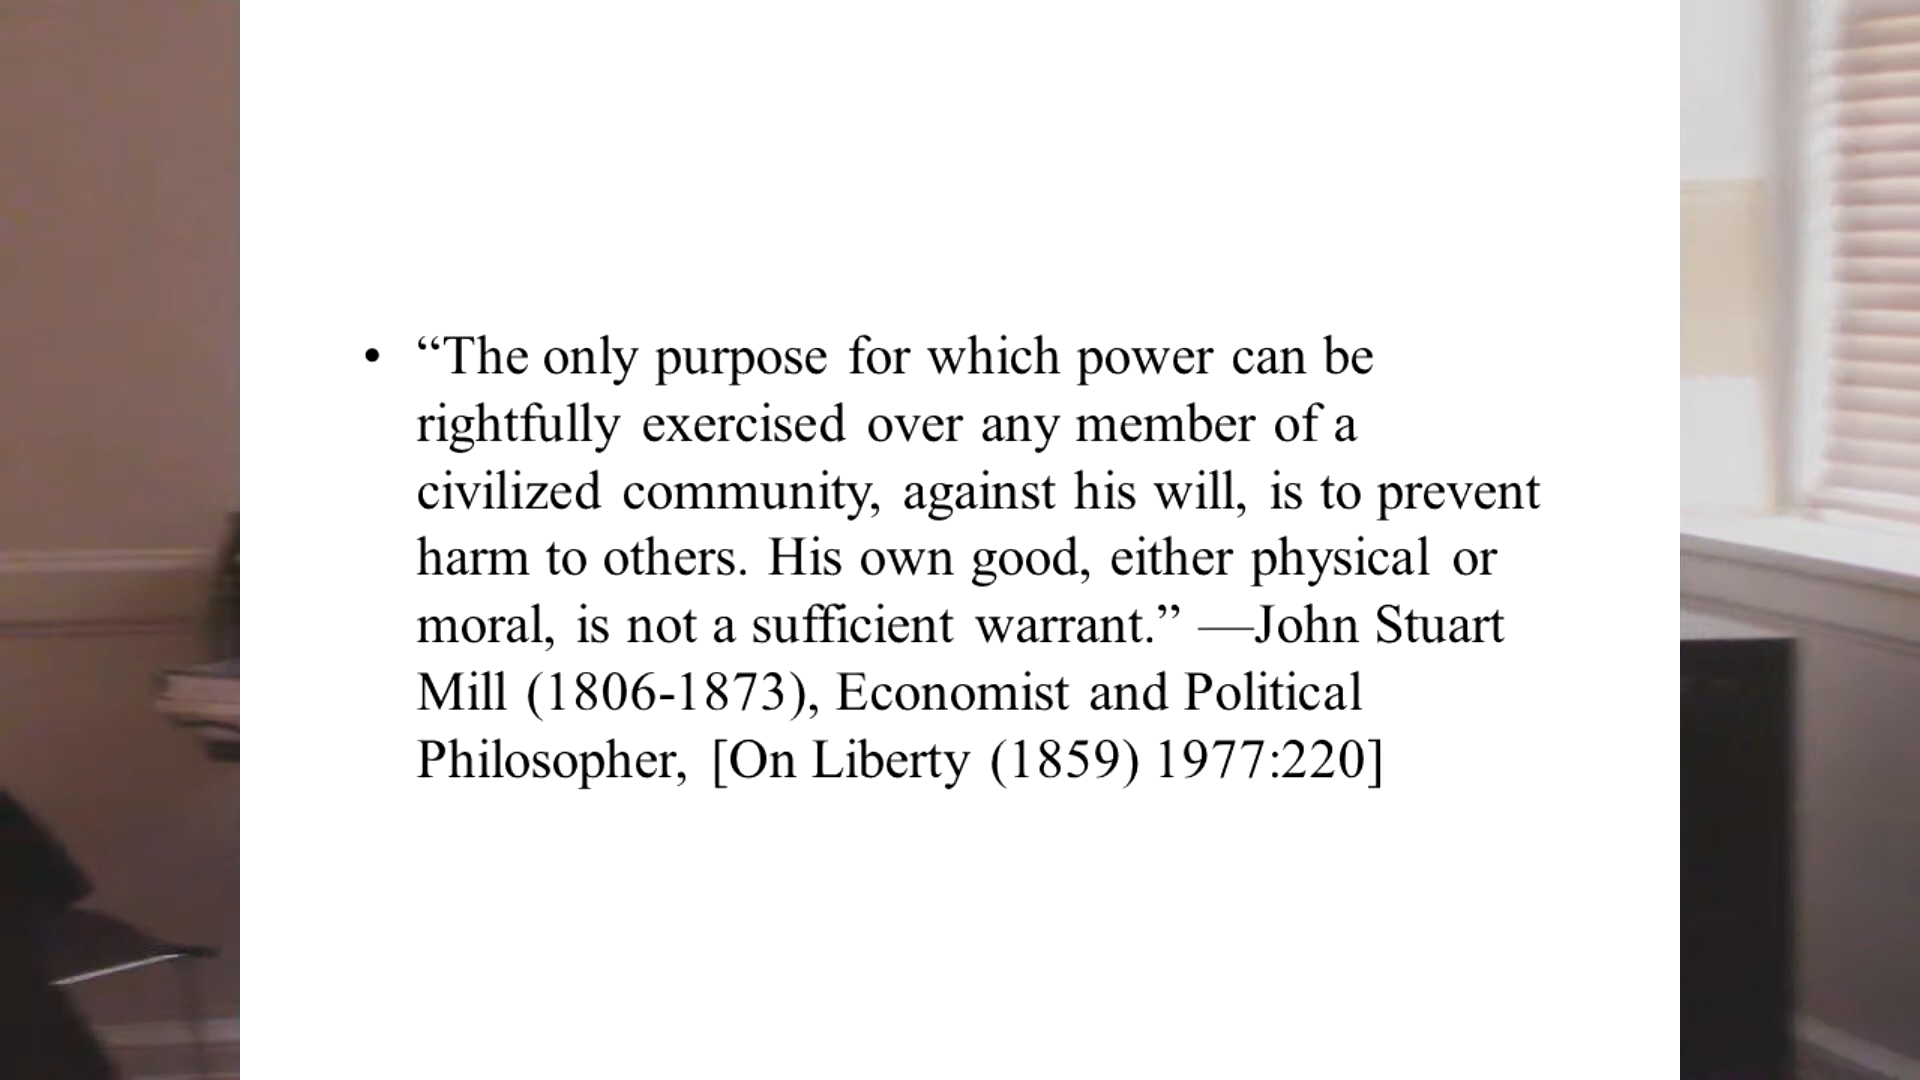 • “The only purpose for which power can be
rightfully exercised over any member of a
civilized community, against his will, is to prevent
harm to others. His own good, either physical or
moral, is not a sufficient warrant.” —John Stuart
Mill (1806-1873), Economist and Political
Philosopher, [On Liberty (1859) 1977:220]